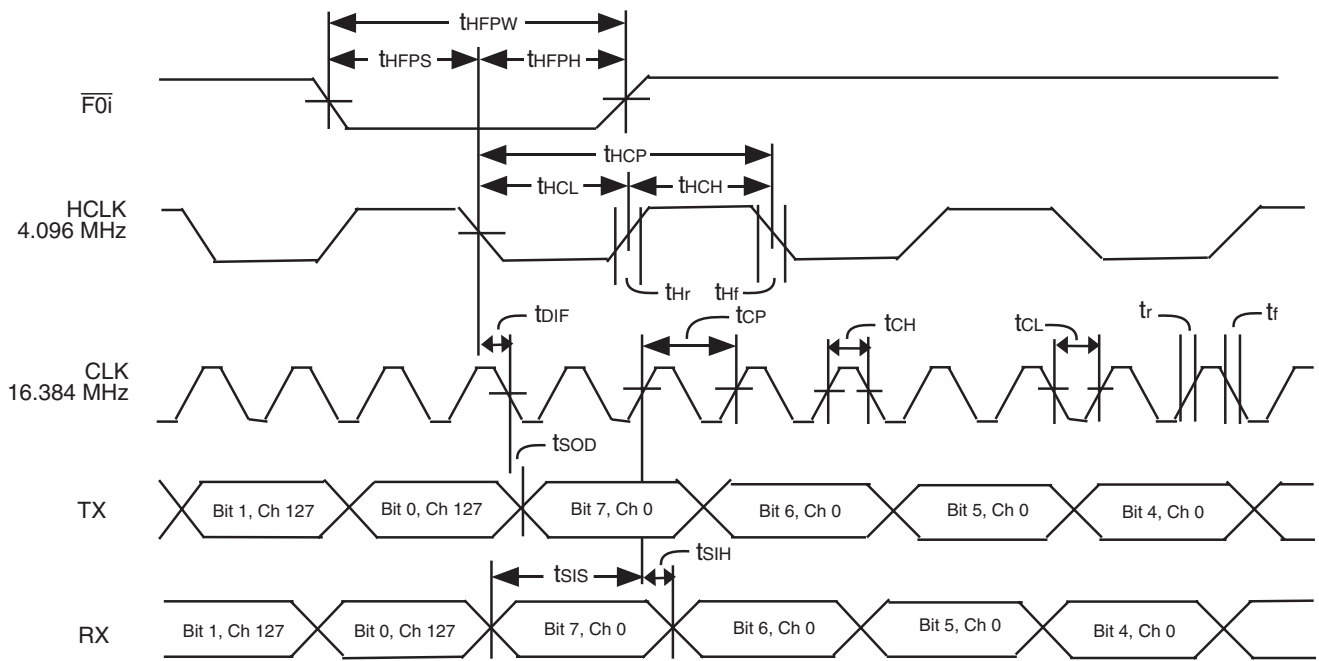 tHFPW
tHFPS
tHFPH
F0i
tHCP
tHCL
tHCH
HCLK
4.096 MHz
tHr
tHf
tDIF
tCP
tCH
tCL
tr
tf
CLK
16.384 MHz
tSOD
TX
Bit 1, Ch 127
Bit 0, Ch 127
Bit 7, Ch 0
Bit 6, Ch 0
Bit 5, Ch 0
Bit 4, Ch 0
tSIS
tSIH
RX
Bit 1, Ch 127
Bit 0, Ch 127
Bit 7, Ch 0
Bit 6, Ch 0
Bit 5, Ch 0
Bit 4, Ch 0